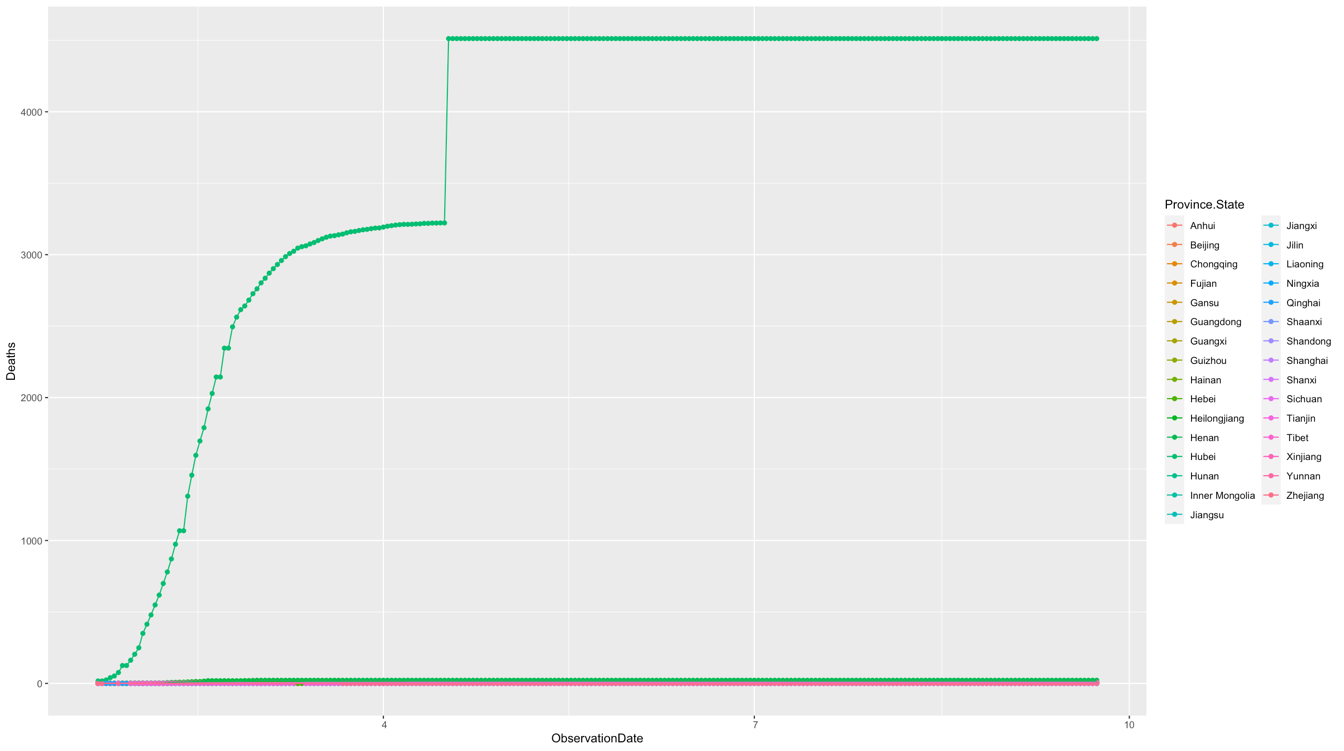 4000
3000
2000
1000
0
Deaths
4
7
10
ObservationDate
Province.State
Anhui
Beijing
Chongqing
Fujian
Gansu
Guangdong
Guangxi
Guizhou
Hainan
Hebei
Heilongjiang
Henan
Hubei
Hunan
Inner Mongolia
Jiangsu
Jiangxi
Jilin
Liaoning
Ningxia
Qinghai
Shaanxi
Shandong
Shanghai
Shanxi
Sichuan
Tianjin
Tibet
Xinjiang
Yunnan
Zhejiang